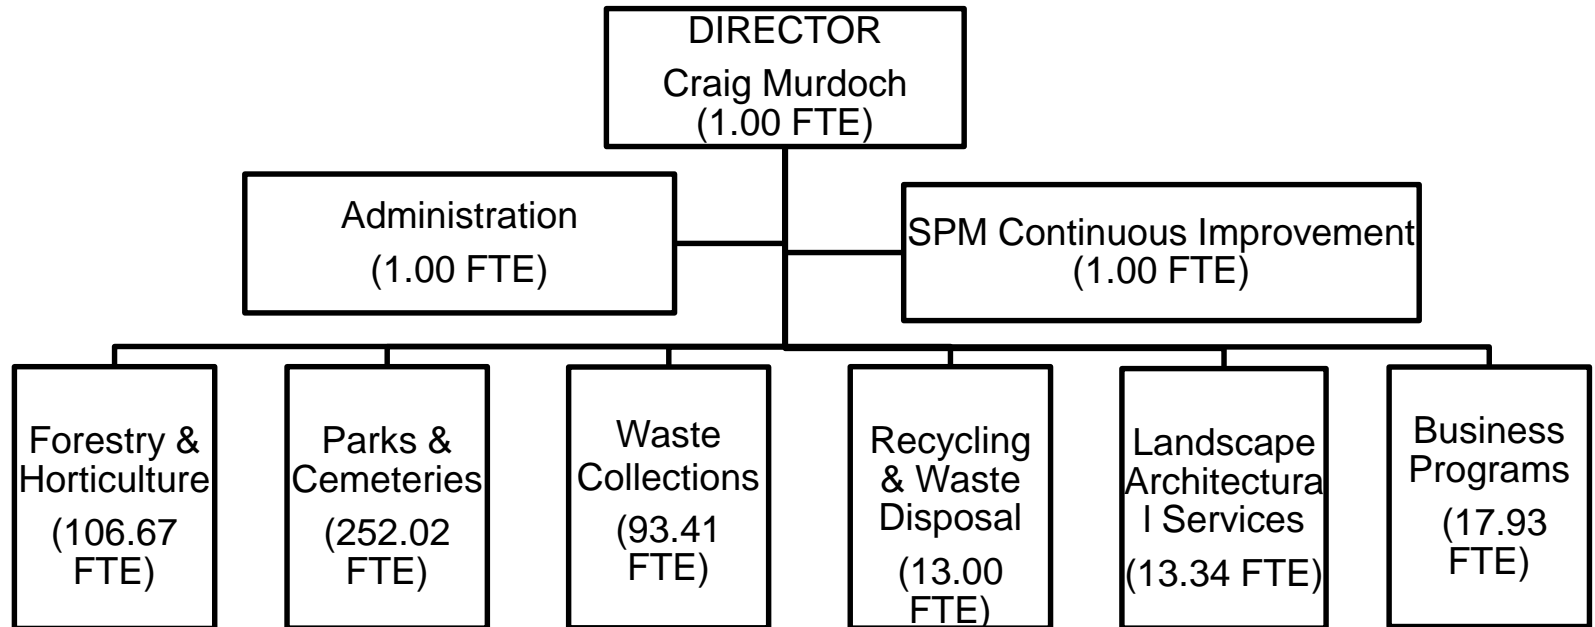 DIRECTOR
Craig Murdoch
(1.00 FTE)
Administration
(1.00 FTE)
SPM Continuous Improvement
(1.00 FTE)
Forestry &
Horticulture
(106.67
FTE)
Parks &
Cemeteries
(252.02
FTE)
Waste
Collections
(93.41
FTE)
Recycling
& Waste
Disposal
(13.00
FTE)
Landscape
Architectura
l Services
(13.34 FTE)
Business
Programs
(17.93
FTE)